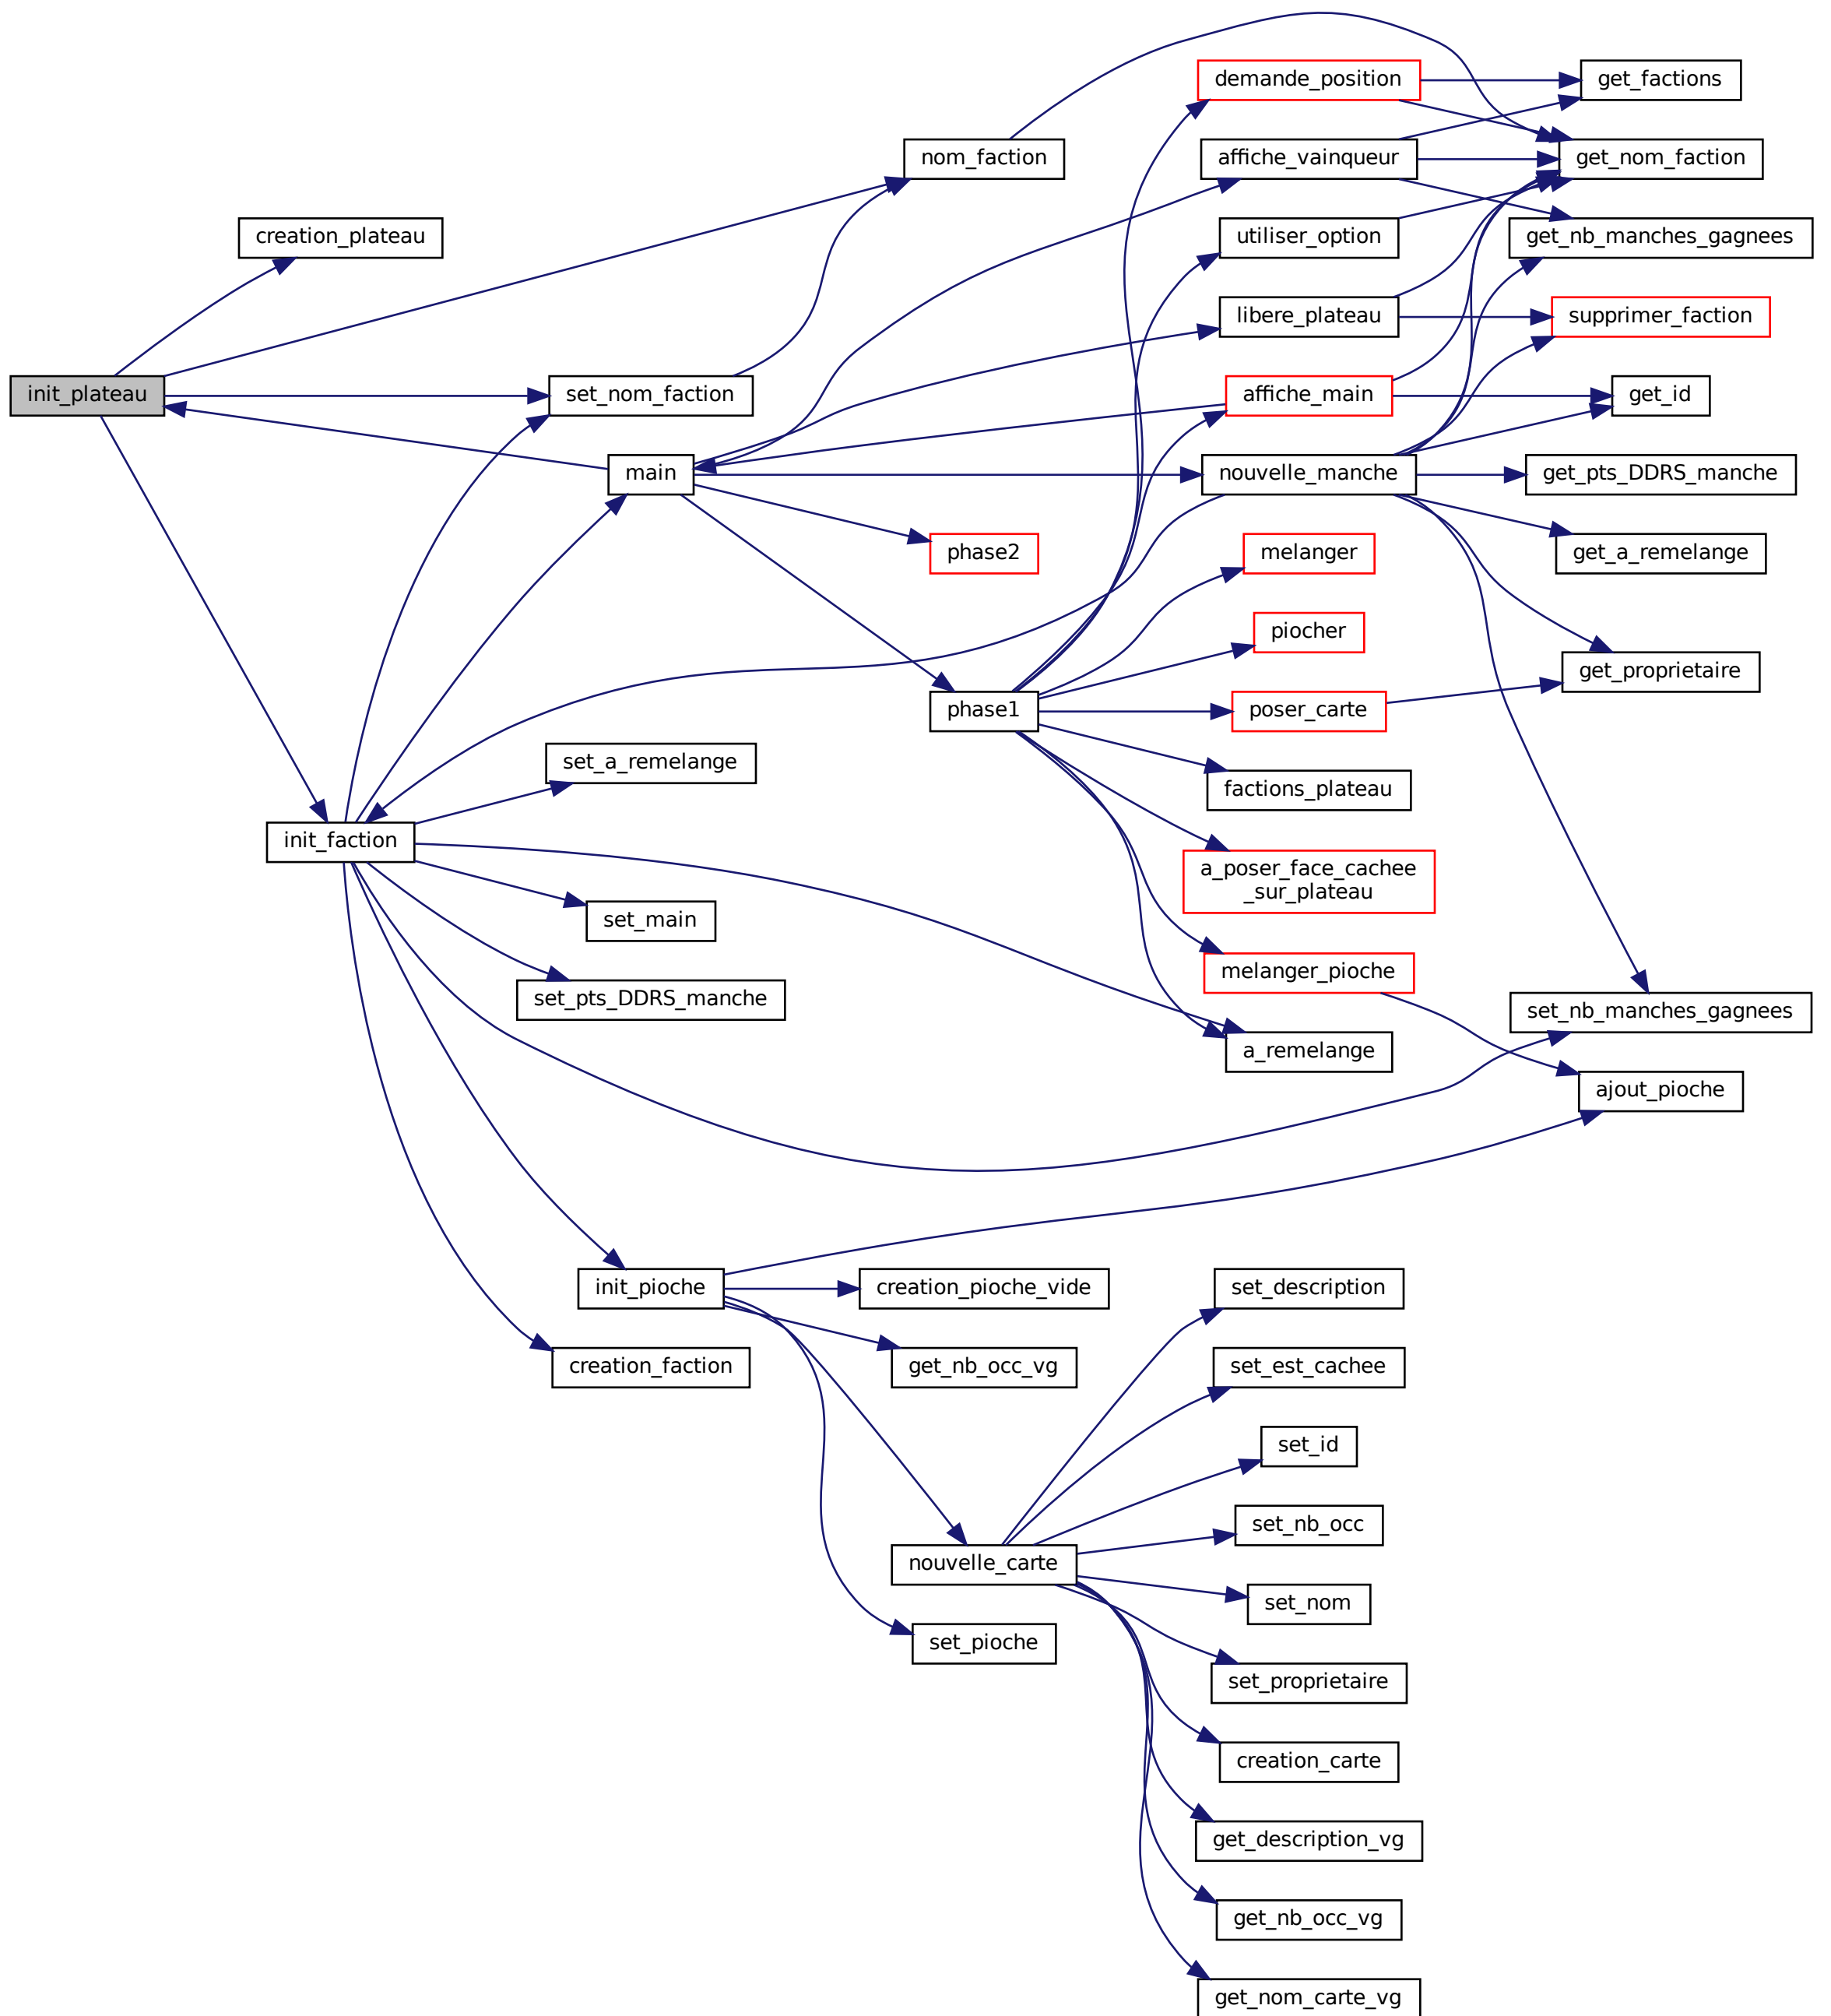 demande_position
get_factions
nom_faction
affiche_vainqueur
get_nom_faction
creation_plateau
utiliser_option
get_nb_manches_gagnees
libere_plateau
supprimer_faction
init_plateau
set_nom_faction
affiche_main
get_id
main
nouvelle_manche
get_pts_DDRS_manche
phase2
melanger
get_a_remelange
piocher
get_proprietaire
phase1
poser_carte
set_a_remelange
factions_plateau
init_faction
a_poser_face_cachee
_sur_plateau
set_main
melanger_pioche
set_pts_DDRS_manche
set_nb_manches_gagnees
a_remelange
ajout_pioche
init_pioche
creation_pioche_vide
set_description
creation_faction
get_nb_occ_vg
set_est_cachee
set_id
set_nb_occ
nouvelle_carte
set_nom
set_pioche
set_proprietaire
creation_carte
get_description_vg
get_nb_occ_vg
get_nom_carte_vg